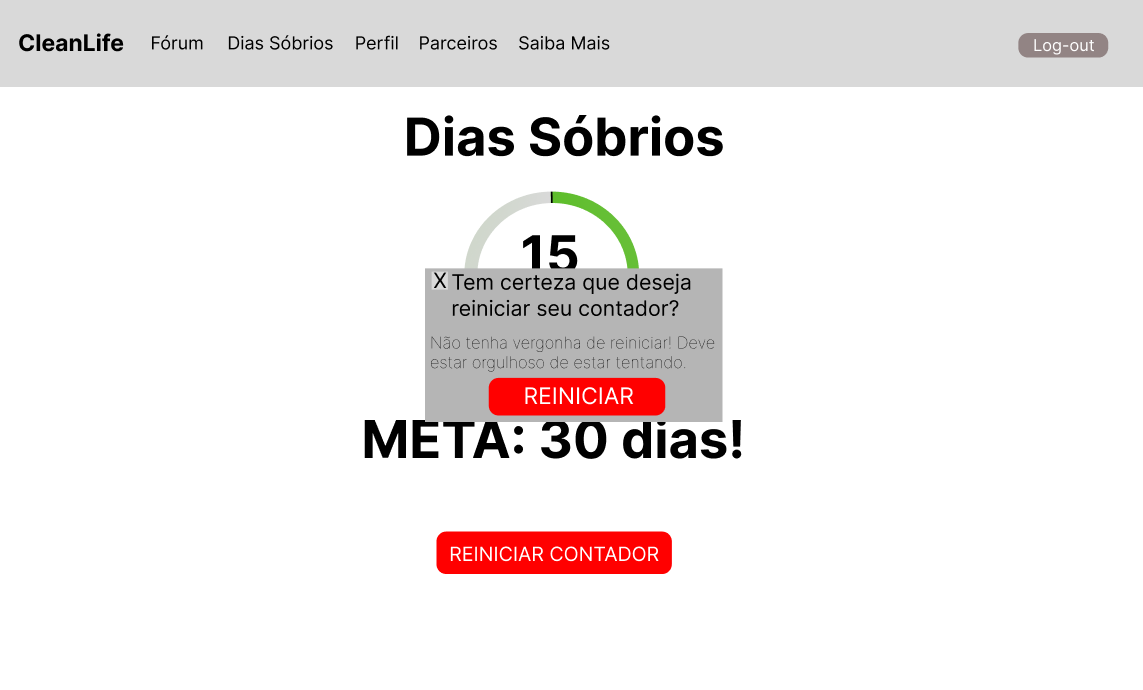 CleanLife Fórum Dias Sóbrios Perfil Parceiros Saiba Mais Log-out
Dias Sóbrios
15
X Tem certeza que deseja
reiniciar seu contador?
Não tenha vergonha de reiniciar! Deve
estar orgulhoso de estar tentando.
REINICIAR
META: 30 dias!
REINICIAR CONTADOR